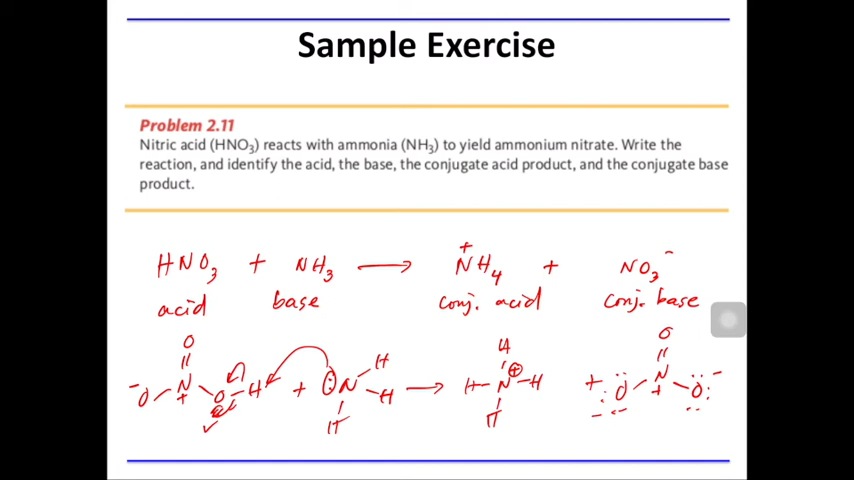 Sample Exercise
Problem 2.11
Nitric acid (HNO₃) reacts with ammonia (NH₃) to yield ammonium nitrate. Write the
reaction, and identify the acid, the base, the conjugate acid product, and the conjugate base
product.
HNO₃ + NH₃ ⟶ N⁺H₄ + NO₃⁻
acid base conj. acid conj. base
O H O
⁻O N + O H + :N H H ⟶ H N ⊕ H + :O N + O: ⁻
H H